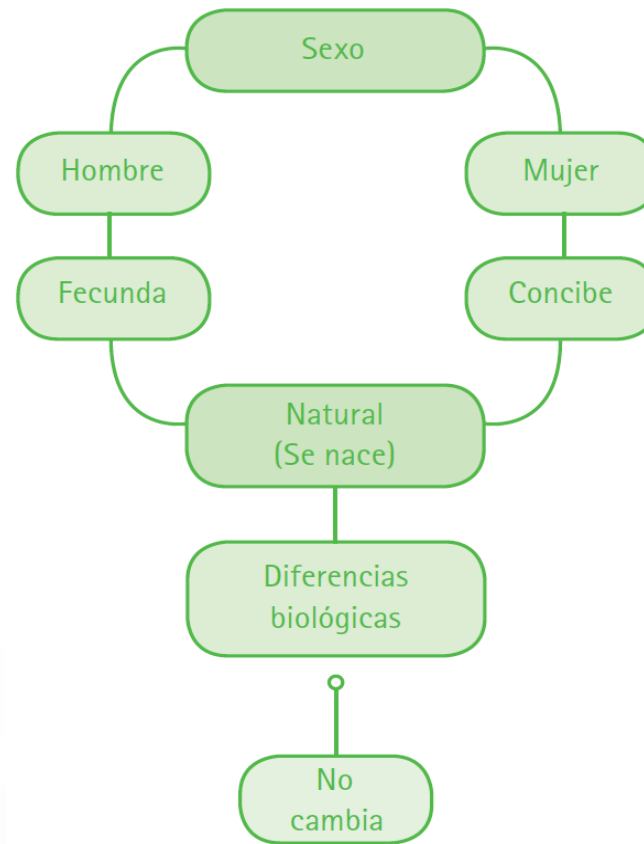 Sexo
Hombre
Mujer
Fecunda
Concibe
Natural
(Se nace)
Diferencias
biológicas
No
cambia